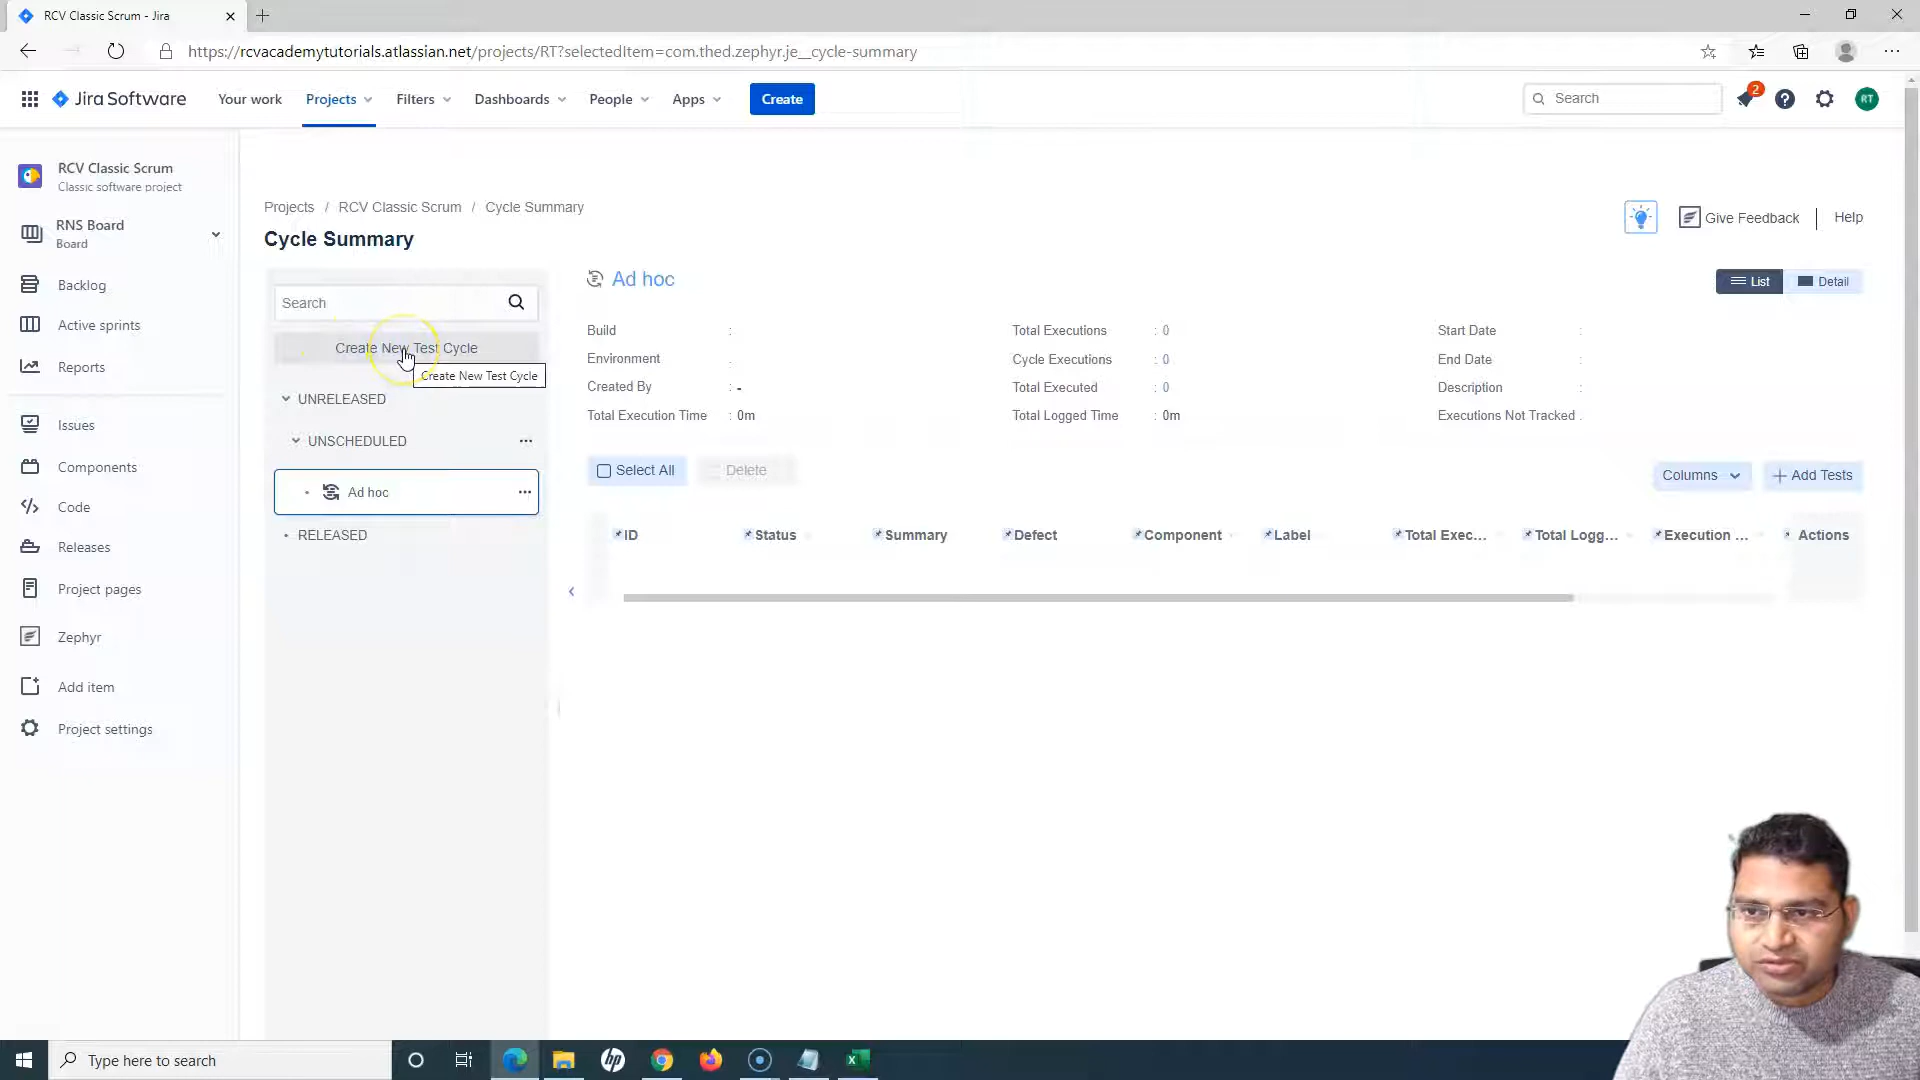 RCV Classic Scrum - Jira
https://rcvacademytutorials.atlassian.net/projects/RT?selectedItem=com.thed.zephyr.je__cycle-summary
Jira Software
Your work
Projects
Filters
Dashboards
People
Apps
Create
Search
2
RT
RCV Classic Scrum
Classic software project
RNS Board
Board
Backlog
Active sprints
Reports
Issues
Components
Code
Releases
Project pages
Zephyr
Add item
Project settings
Projects / RCV Classic Scrum / Cycle Summary
Give Feedback
Help
Cycle Summary
Search
Create New Test Cycle
Create New Test Cycle
UNRELEASED
UNSCHEDULED
Ad hoc
RELEASED
Ad hoc
List
Detail
Build :
Total Executions : 0
Start Date :
Environment :
Cycle Executions : 0
End Date :
Created By : -
Total Executed : 0
Description :
Total Execution Time : 0m
Total Logged Time : 0m
Executions Not Tracked :
Select All
Delete
Columns
+ Add Tests
ID
Status
Summary
Defect
Component
Label
Total Exec...
Total Logg...
Execution ...
Actions
Type here to search